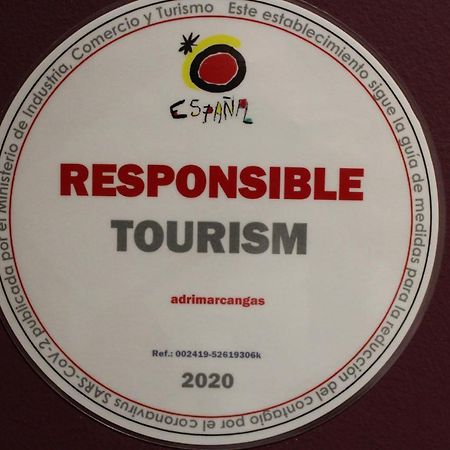 Este establecimiento sigue la guía de medidas para la reducción del contagio por el coronavirus SARS-CoV-2 publicada por el Ministerio de Industria, Comercio y Turismo
ESPAÑA
RESPONSIBLE
TOURISM
adrimarcangas
Ref.: 002419-52619306k
2020